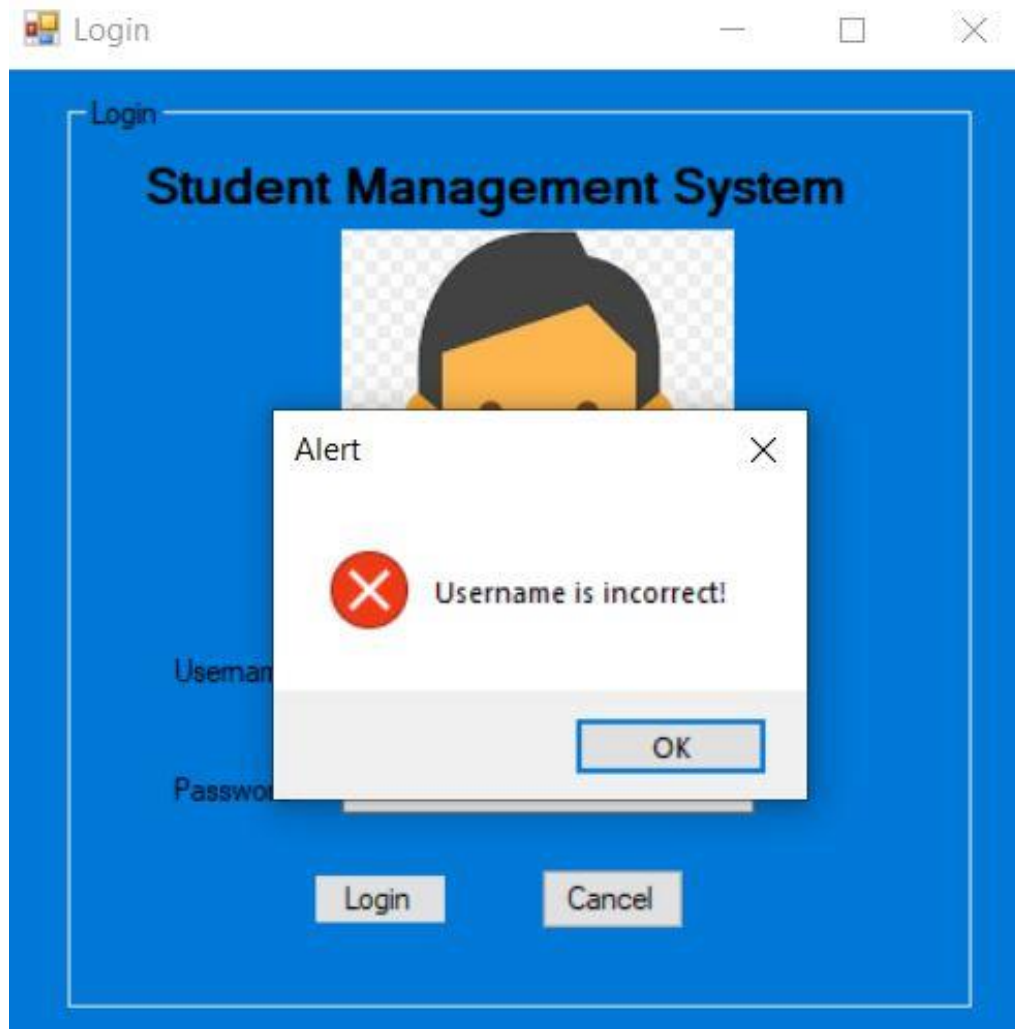 Login
Login
Student Management System
Alert
Username is incorrect!
OK
Login
Cancel